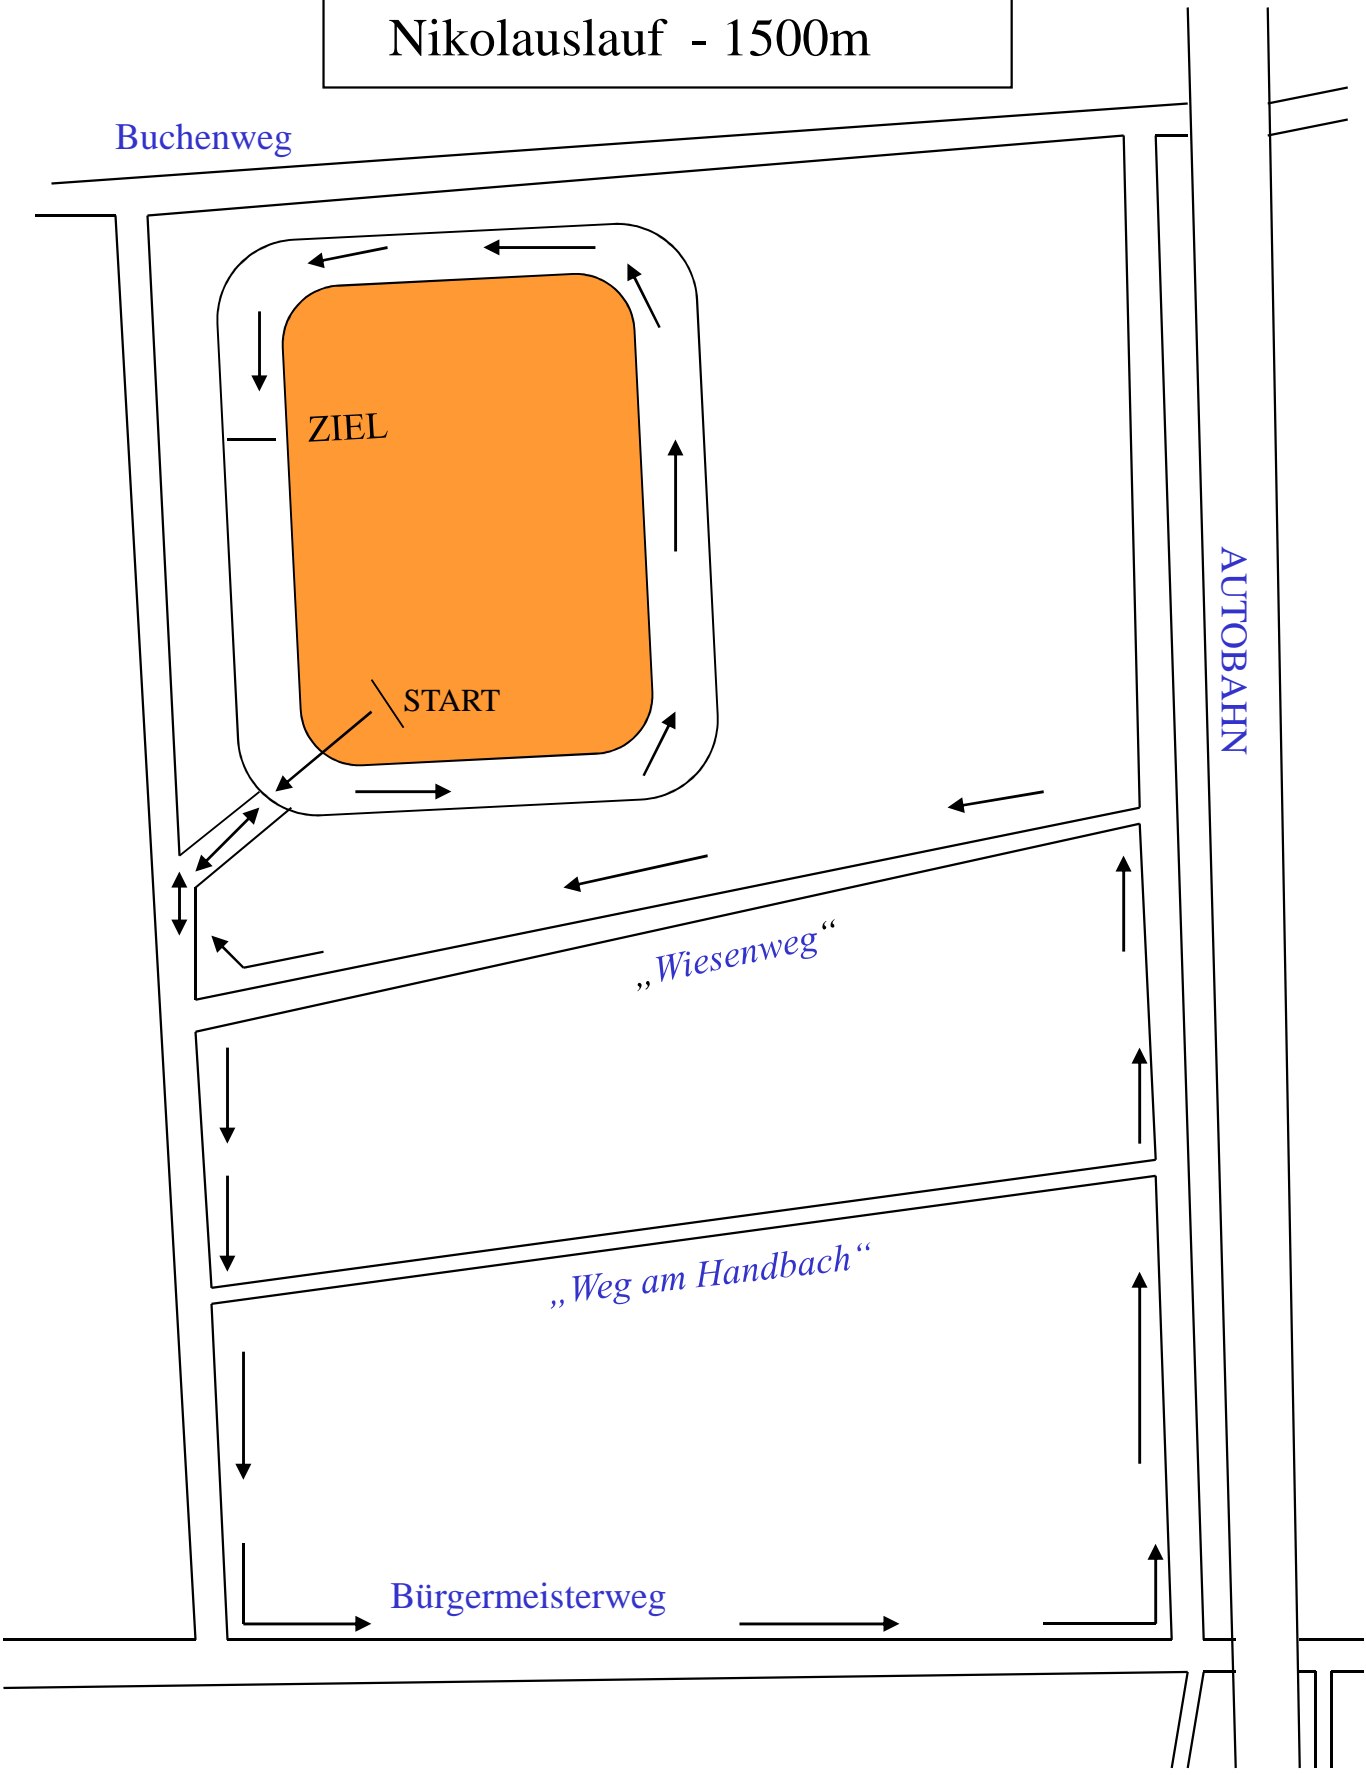 Nikolauslauf  - 1500m
Buchenweg
ZIEL
AUTOBAHN
START
„Wiesenweg“
„Weg am Handbach“
Bürgermeisterweg